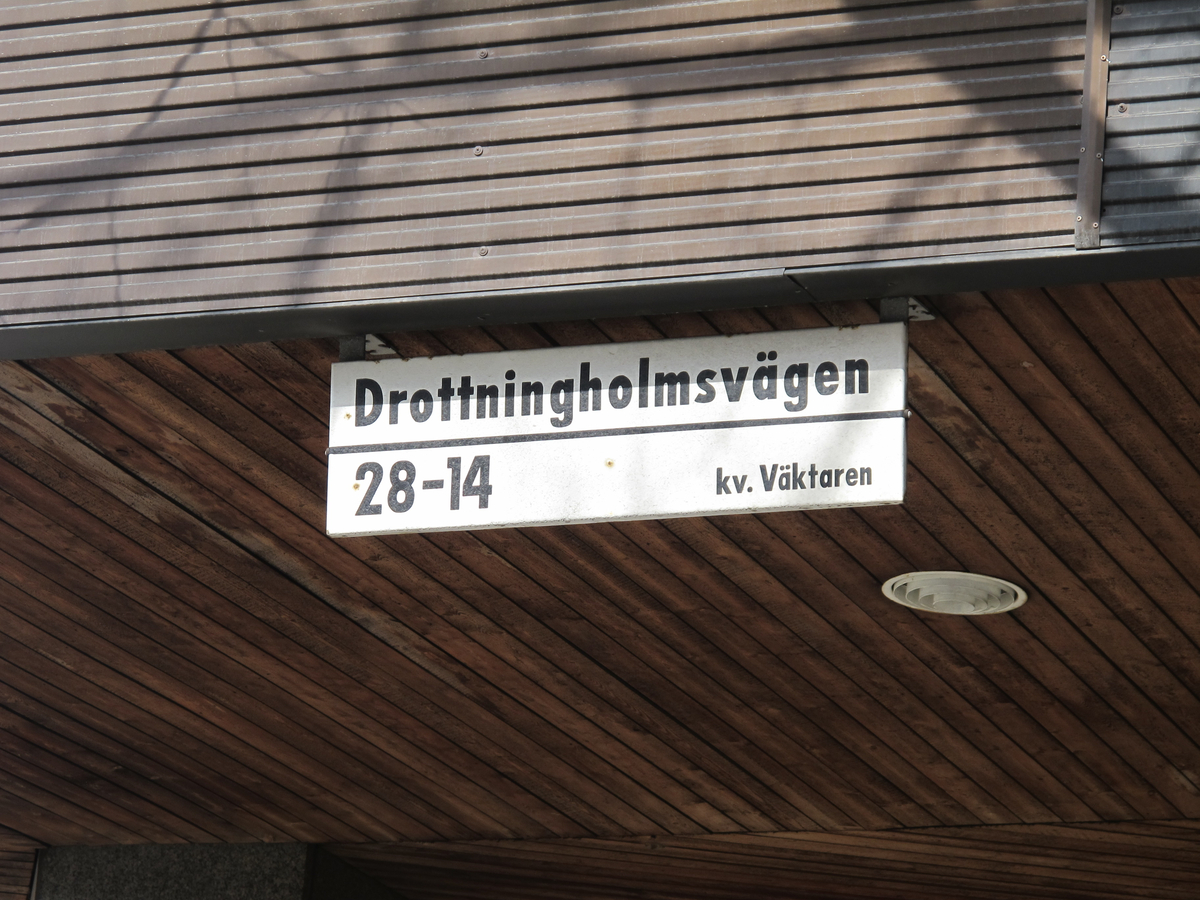 Drottningholmsvägen
28-14
kv. Väktaren